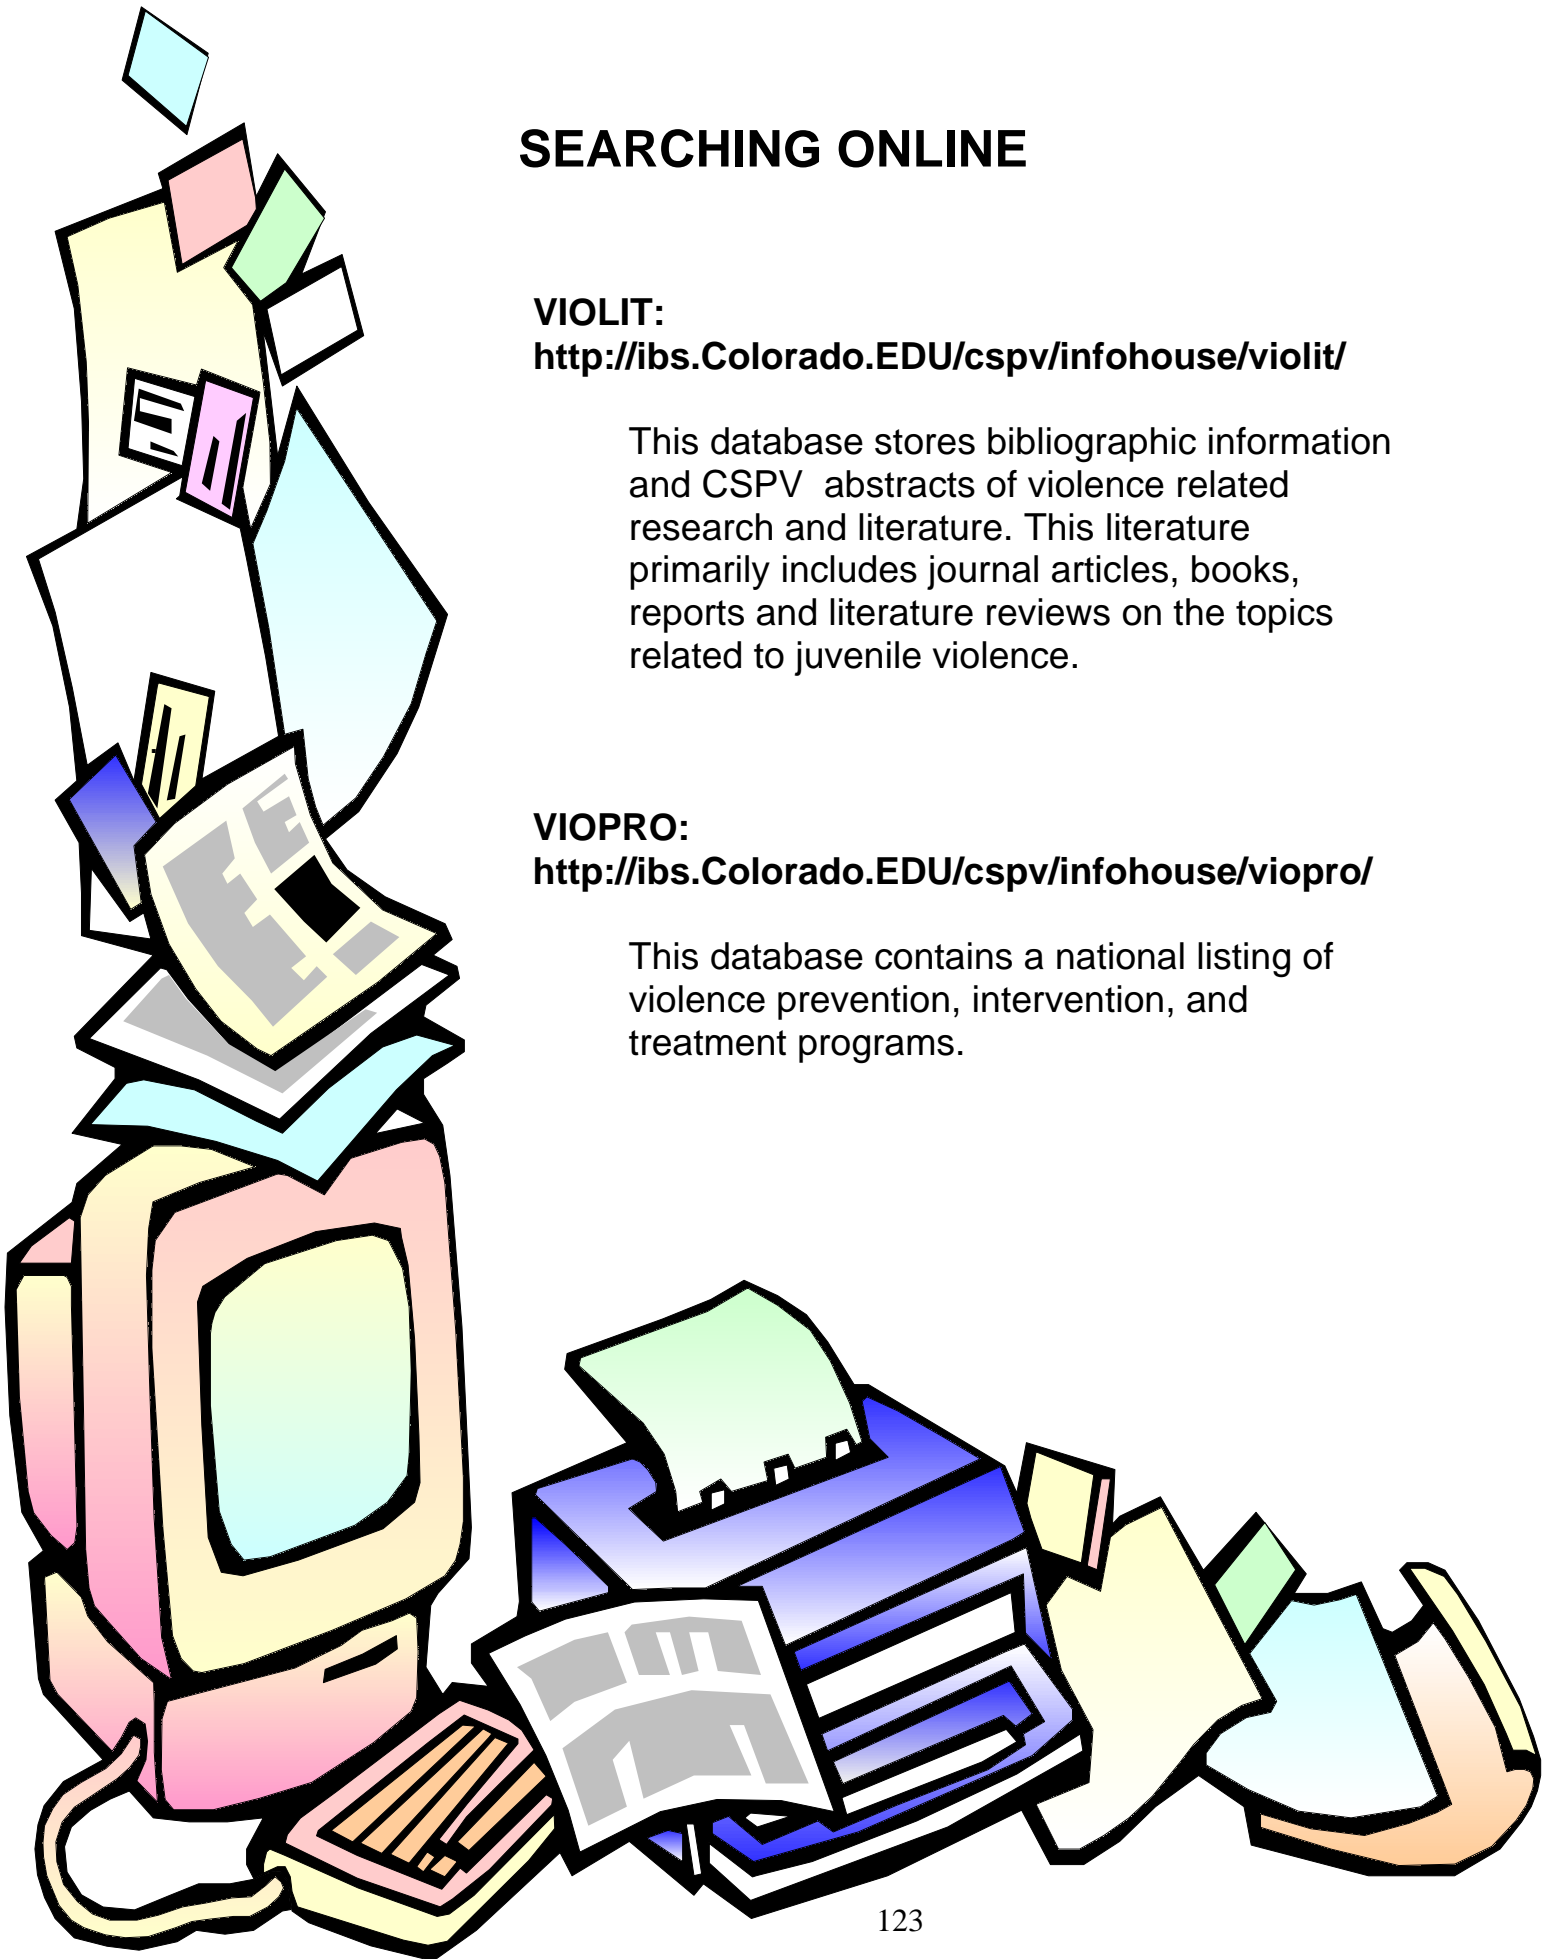 SEARCHING ONLINE
VIOLIT:
http://ibs.Colorado.EDU/cspv/infohouse/violit/
This database stores bibliographic information
and CSPV  abstracts of violence related
research and literature. This literature
primarily includes journal articles, books,
reports and literature reviews on the topics
related to juvenile violence.
VIOPRO:
http://ibs.Colorado.EDU/cspv/infohouse/viopro/
This database contains a national listing of
violence prevention, intervention, and
treatment programs.
123